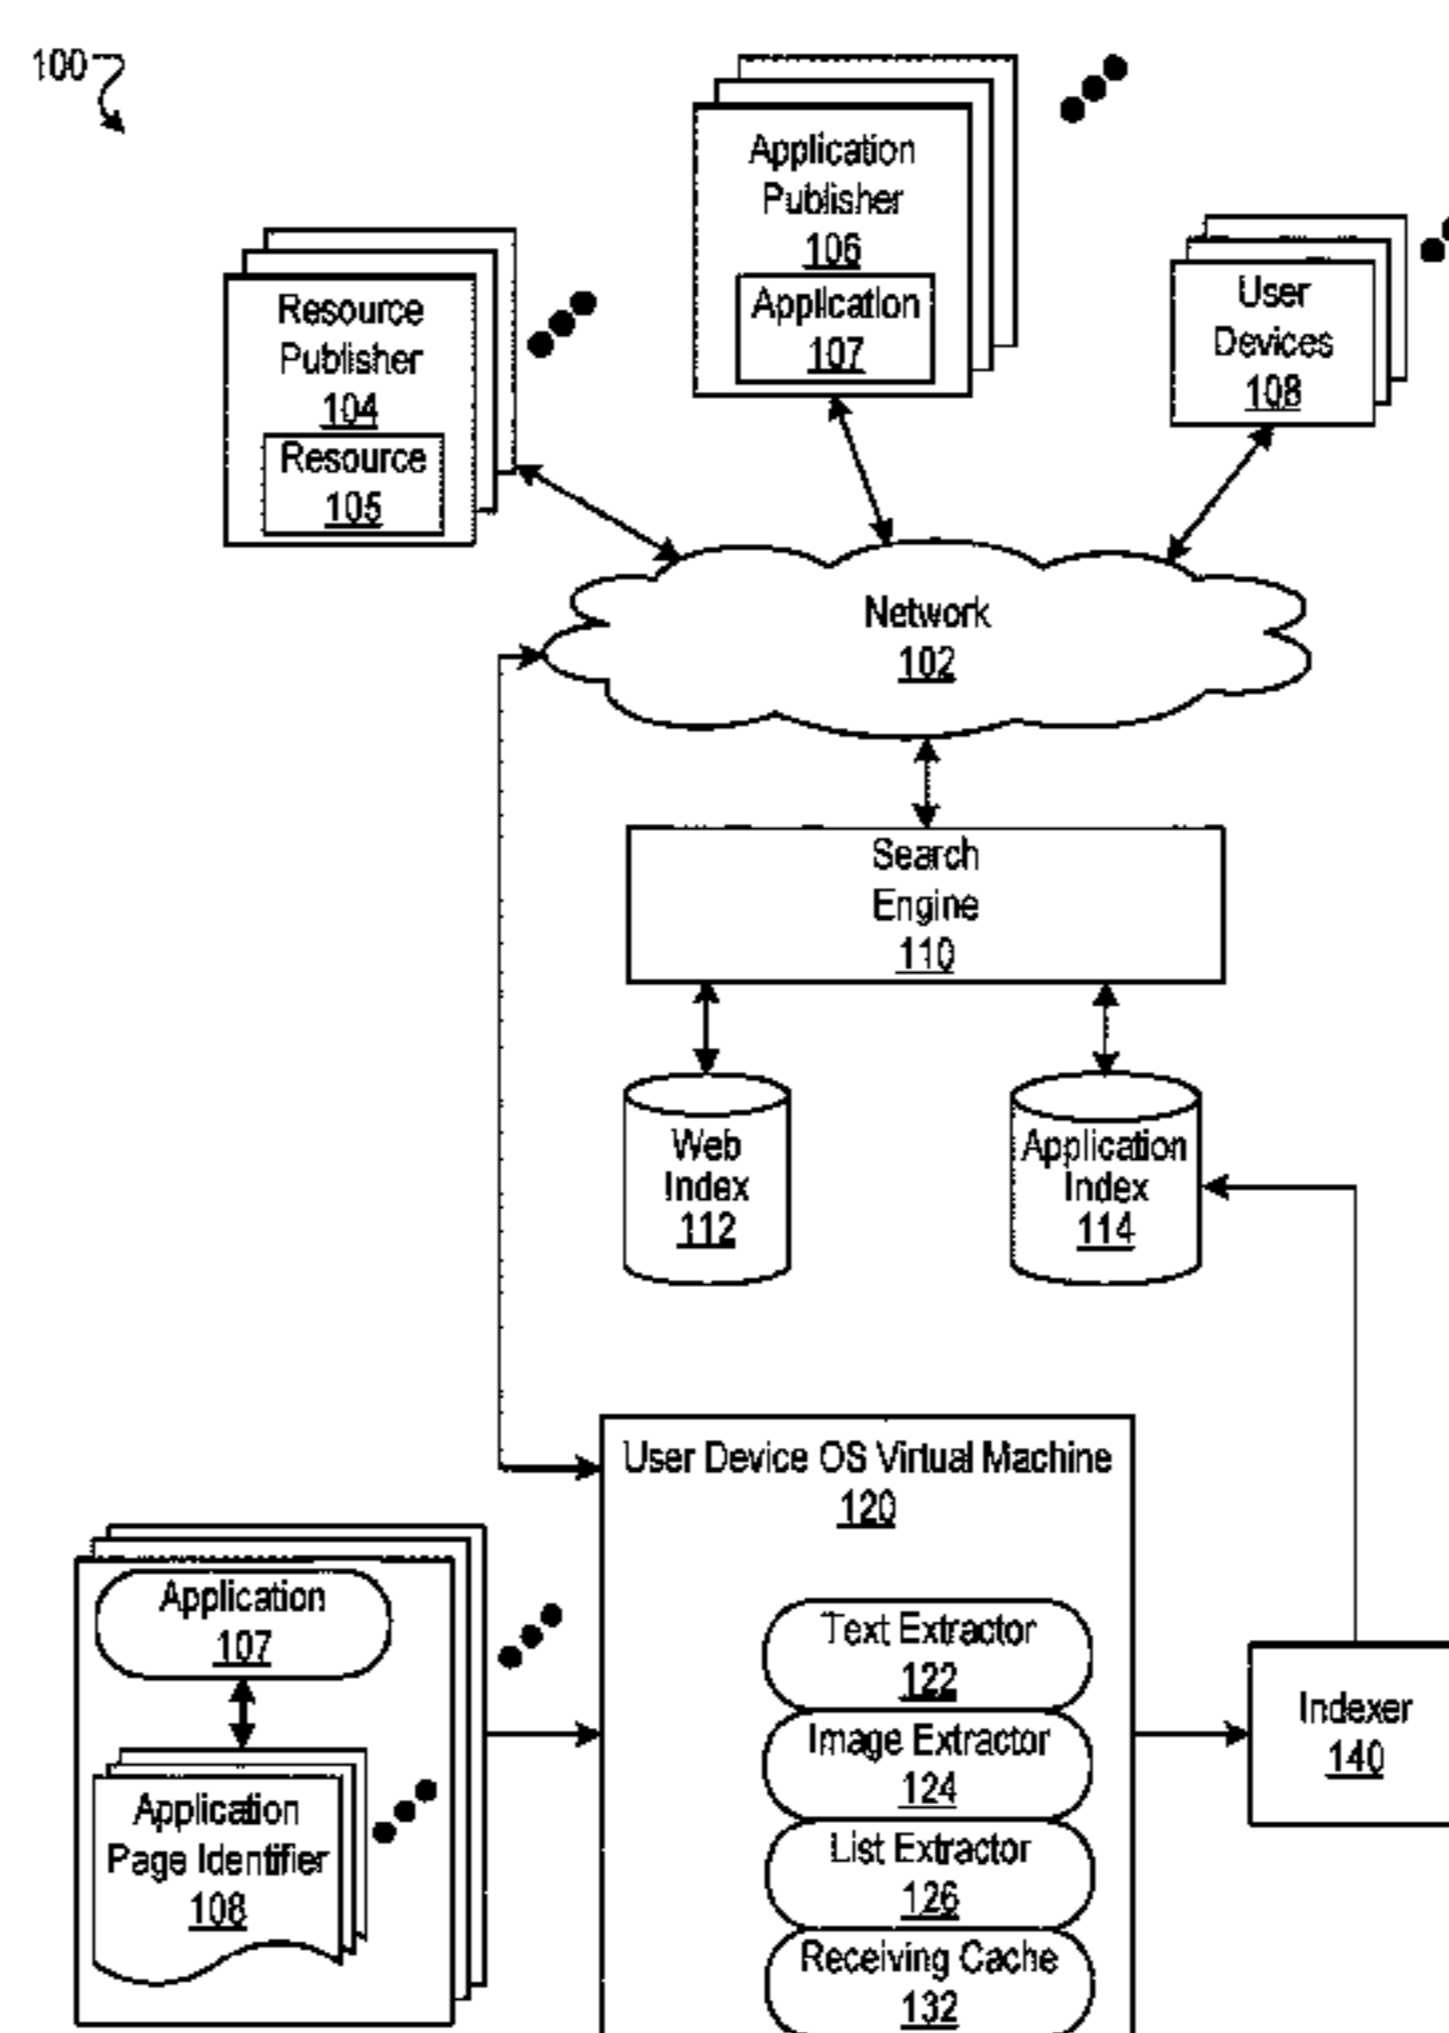 100
Application
Publisher
106
Application
107
Resource
Publisher
104
Resource
105
User
Devices
108
Network
102
Search
Engine
110
Web
Index
112
Application
Index
114
User Device OS Virtual Machine
120
Application
107
Application
Page Identifier
108
Text Extractor
122
Image Extractor
124
List Extractor
126
Receiving Cache
132
Indexer
140